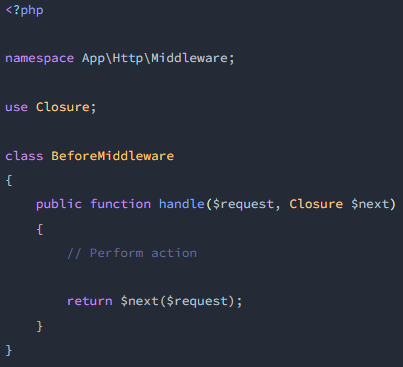 <?php
namespace App\Http\Middleware;
use Closure;
class BeforeMiddleware
{
public function handle($request, Closure $next)
{
// Perform action
return $next($request);
}
}